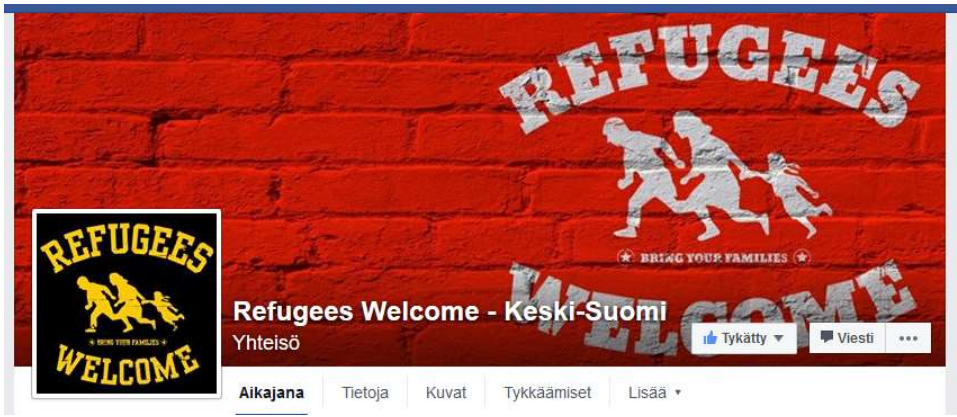 REFUGEES
BRING YOUR FAMILIES
WELCOME
REFUGEES
BRING YOUR FAMILIES
WELCOME
Refugees Welcome - Keski-Suomi
Yhteisö
Tykätty
Viesti
Aikajana Tietoja Kuvat Tykkäämiset Lisää